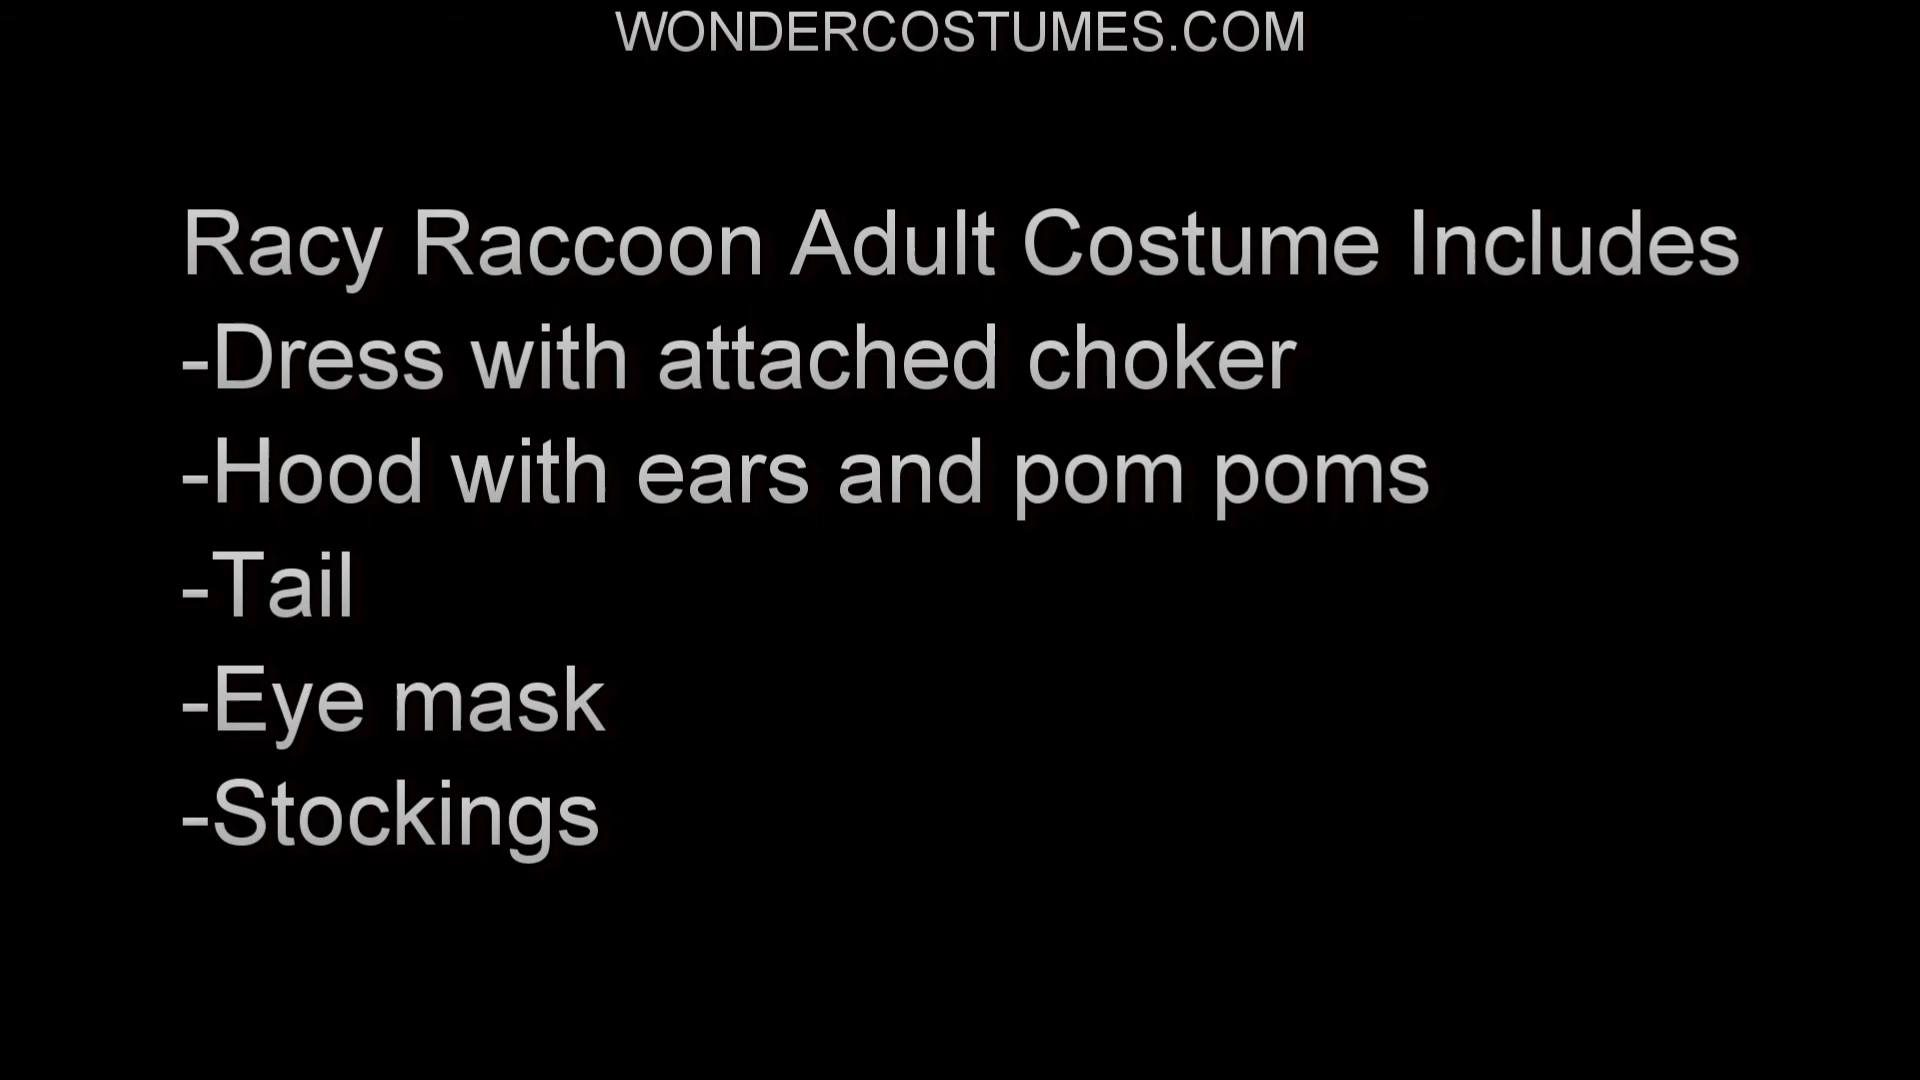 WONDERCOSTUMES.COM
Racy Raccoon Adult Costume Includes
-Dress with attached choker
-Hood with ears and pom poms
-Tail
-Eye mask
-Stockings